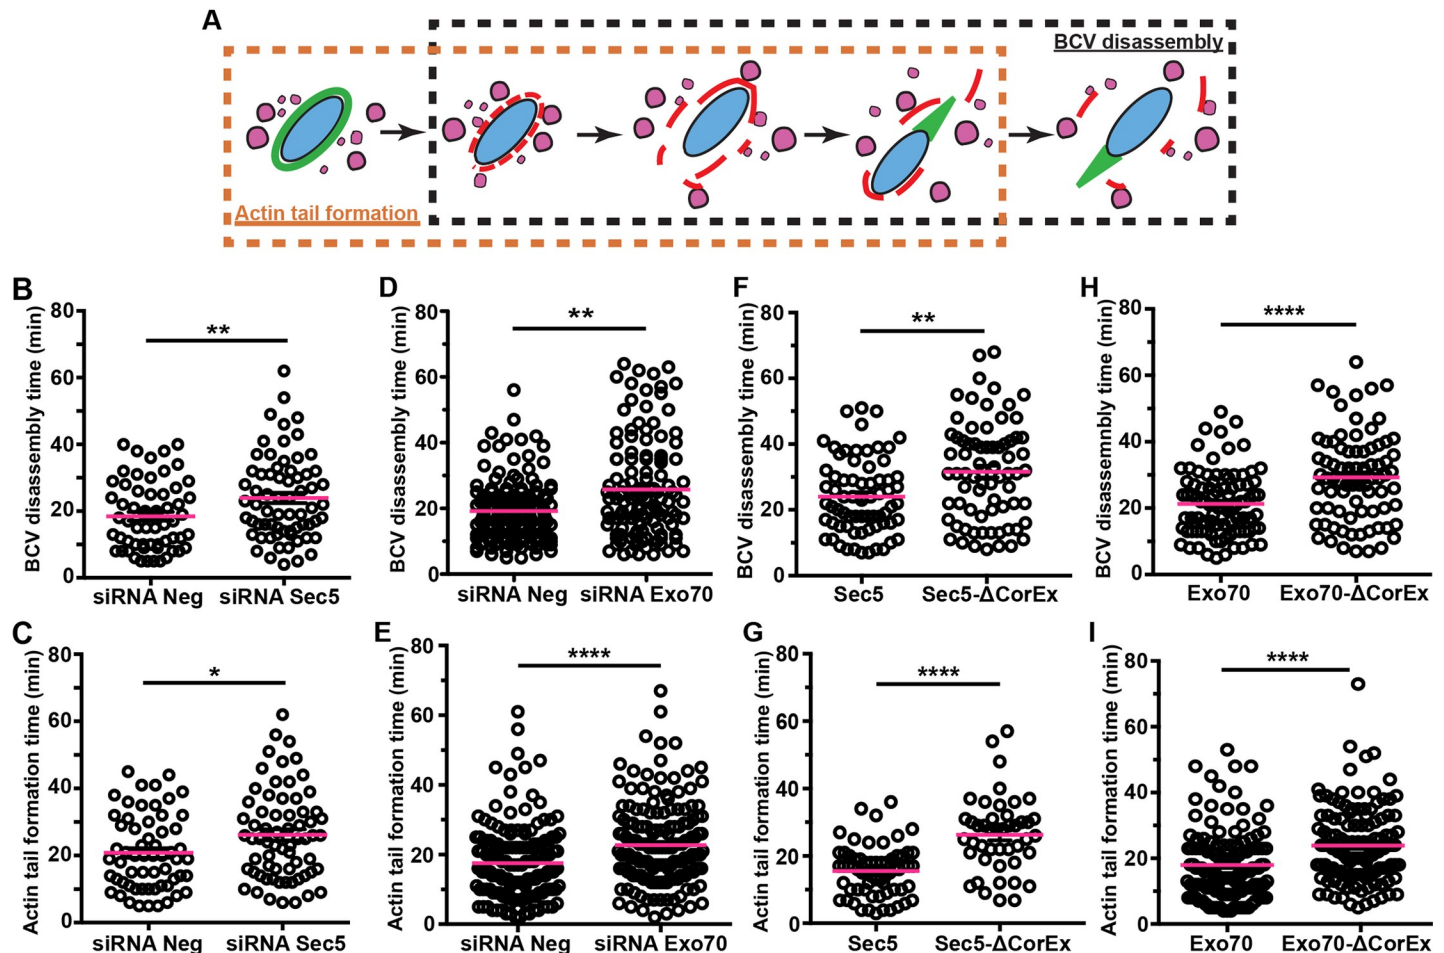 A
BCV disassembly
Actin tail formation
B
BCV disassembly time (min)
80
60
40
20
0
**
siRNA Neg siRNA Sec5
D
BCV disassembly time (min)
80
60
40
20
0
**
siRNA Neg siRNA Exo70
F
BCV disassembly time (min)
80
60
40
20
0
**
Sec5 Sec5-ΔCorEx
H
BCV disassemnbly time (min)
80
60
40
20
0
****
Exo70 Exo70-ΔCorEx
C
Actin tail formation time (min)
80
60
40
20
0
*
siRNA Neg siRNA Sec5
E
Actin tail formation time (min)
80
60
40
20
0
****
siRNA Neg siRNA Exo70
G
Actin tail formation time (min)
80
60
40
20
0
****
Sec5 Sec5-ΔCorEx
I
Actin tail formation time (min)
80
60
40
20
0
****
Exo70 Exo70-ΔCorEx